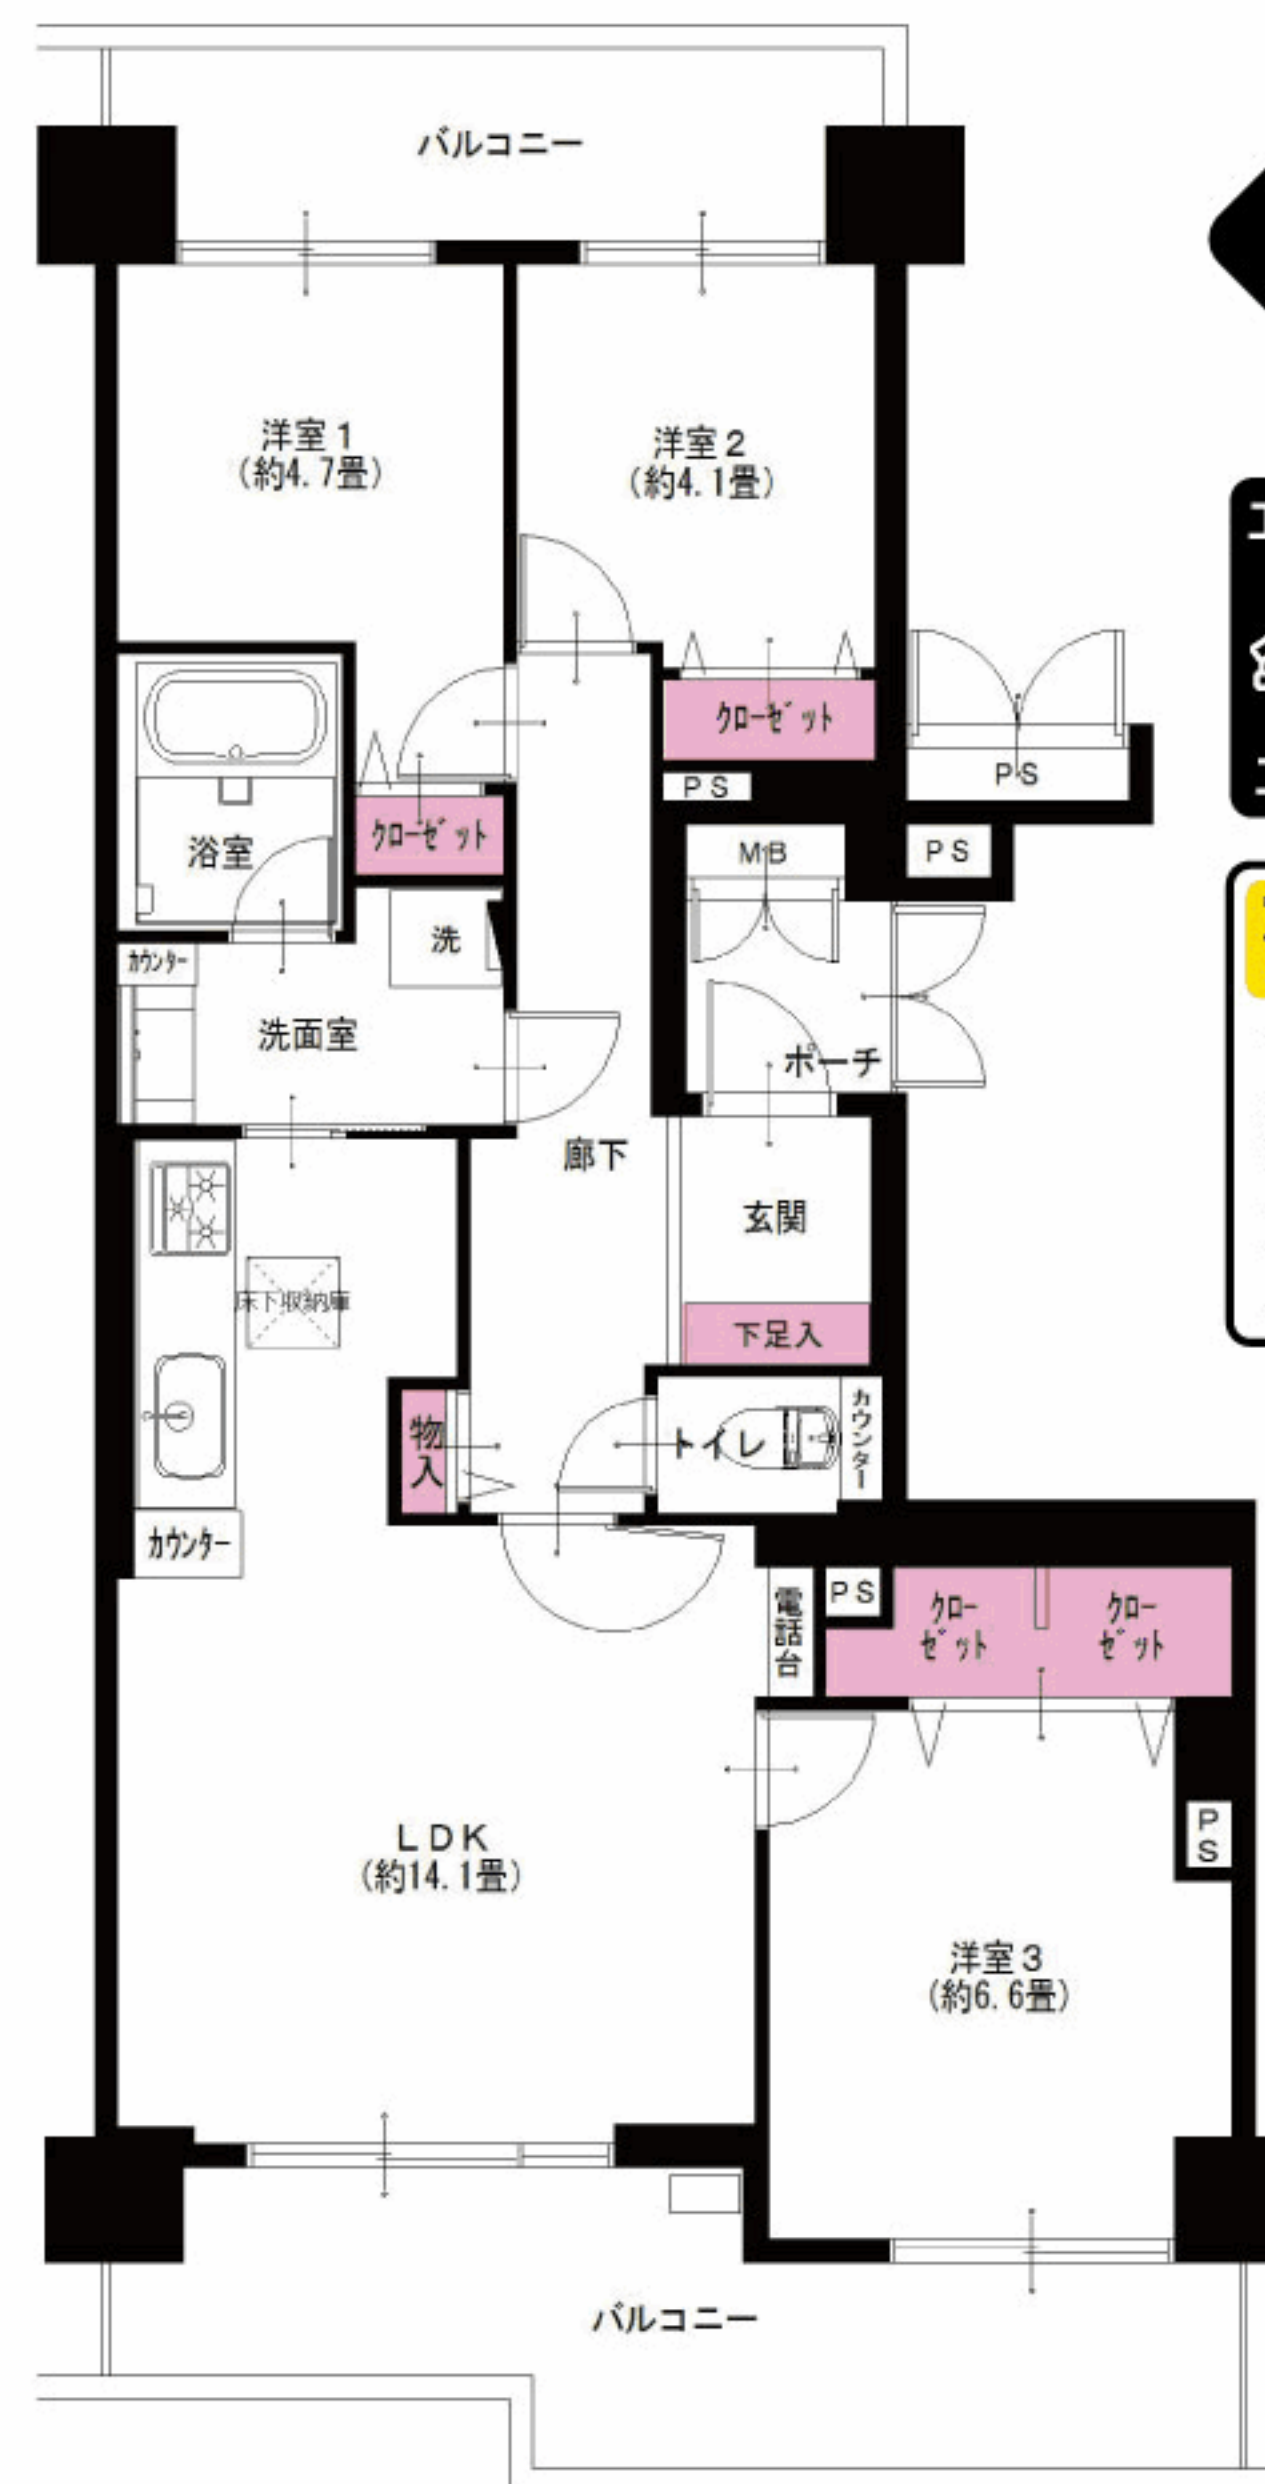 バルコニー
洋室1
(約4.7畳)
洋室2
(約4.1畳)
クローゼット
PS
PS
クローゼット
浴室
MB
PS
洗
カウンター
洗面室
ポーチ
廊下
玄関
床下収納庫
下足入
物入
トイレ
カウンター
カウンター
電話台
PS
クロー
ゼット
クロー
ゼット
LDK
(約14.1畳)
PS
洋室3
(約6.6畳)
バルコニー